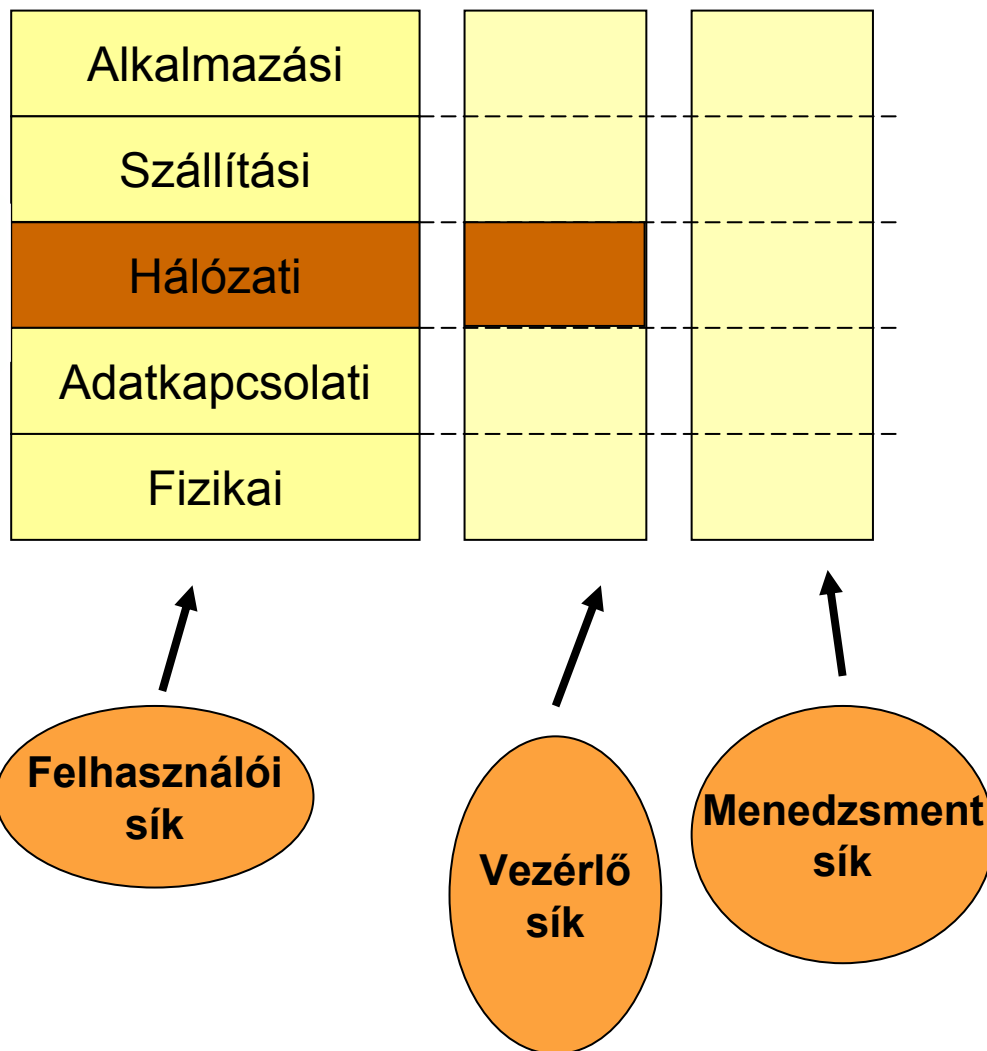 Alkalmazási
Szállítási
Hálózati
Adatkapcsolati
Fizikai
Felhasználói
sík
Vezérlő
sík
Menedzsment
sík